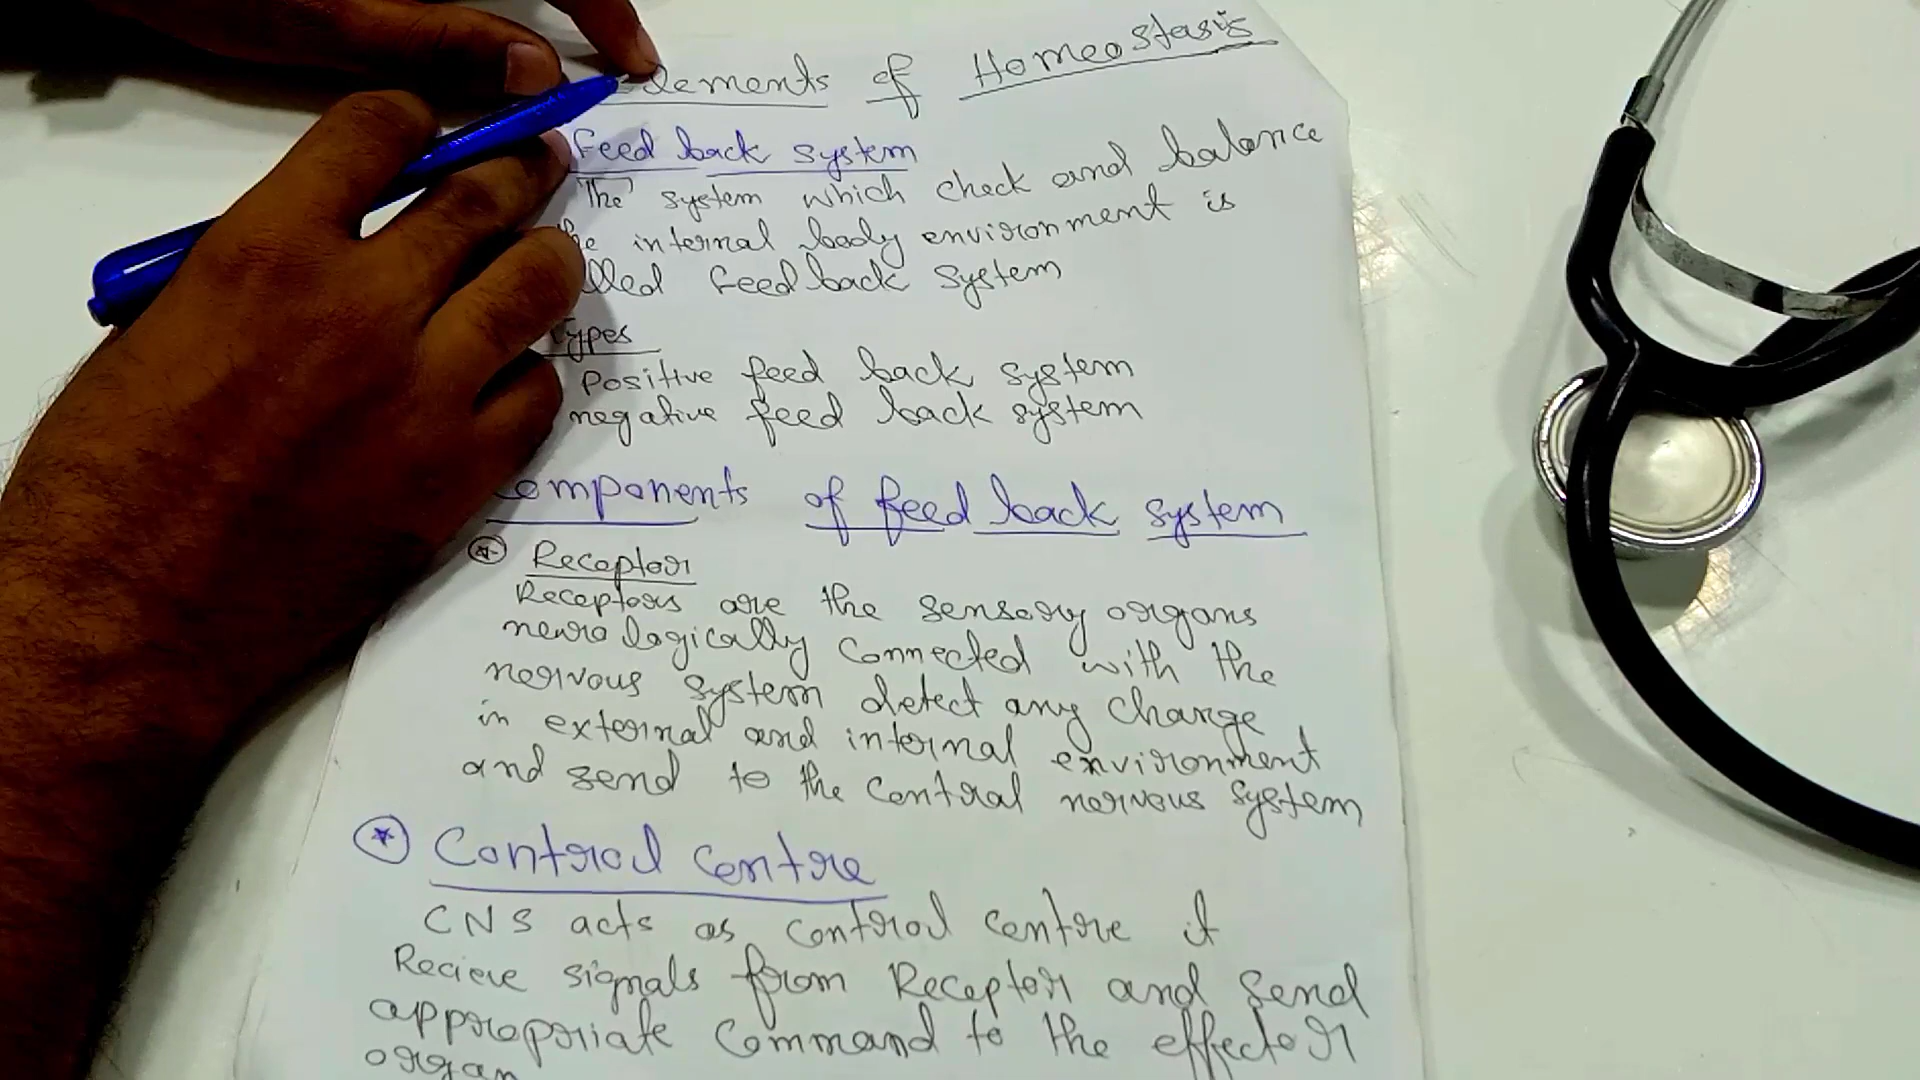 Elements of Homeostasis
Feed back system
The system which check and balance
the internal body environment is
called feed back system
Types
Positive feed back system
negative feed back system
Components of feed back system
Receptor
Receptors are the sensory organs
neurologically connected with the
nervous system detect any change
in external and internal environment
and send to the central nervous system
Control centre
CNS acts as control centre it
Recieve signals from Receptor and send
appropriate command to the effector
organ